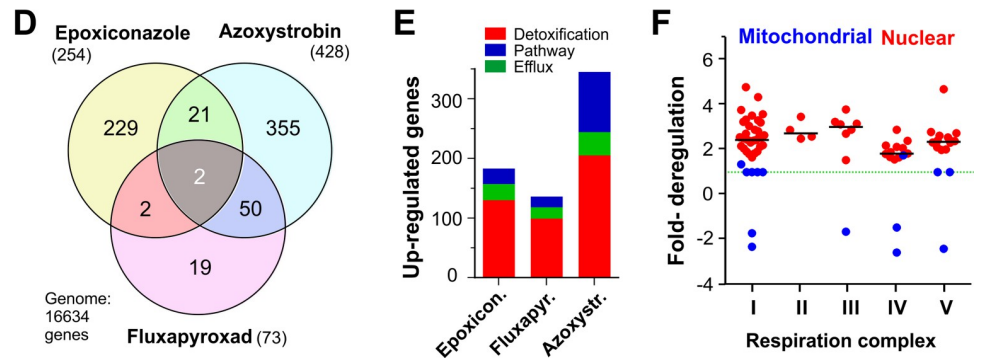 D
Epoxiconazole
(254)
Azoxystrobin
(428)
229
21
355
2
2
50
19
Genome:
16634
genes
Fluxapyroxad (73)
E
Detoxification
Pathway
Efflux
Up-regulated genes
300
200
100
0
Epoxicon.
Fluxapyr.
Azoxystr.
F
Mitochondrial Nuclear
Fold- deregulation
6
4
2
0
-2
-4
I II III IV V
Respiration complex